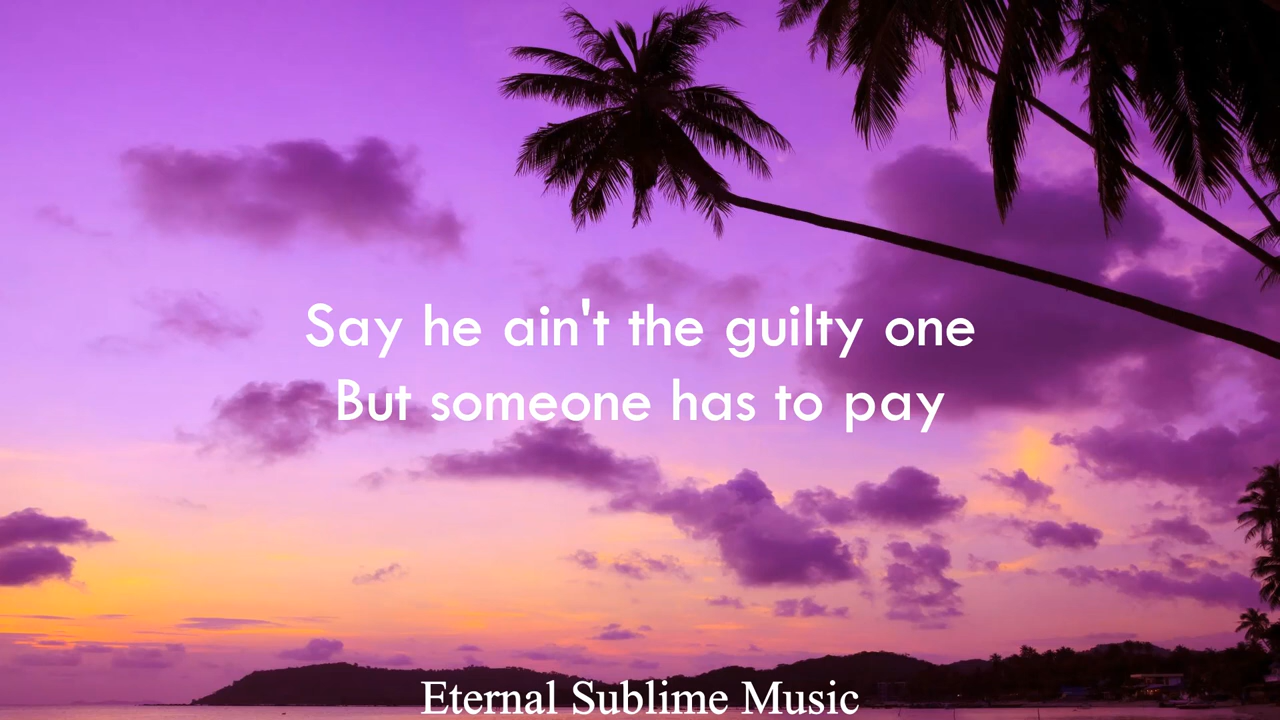 Say he ain't the guilty one
But someone has to pay
Eternal Sublime Music